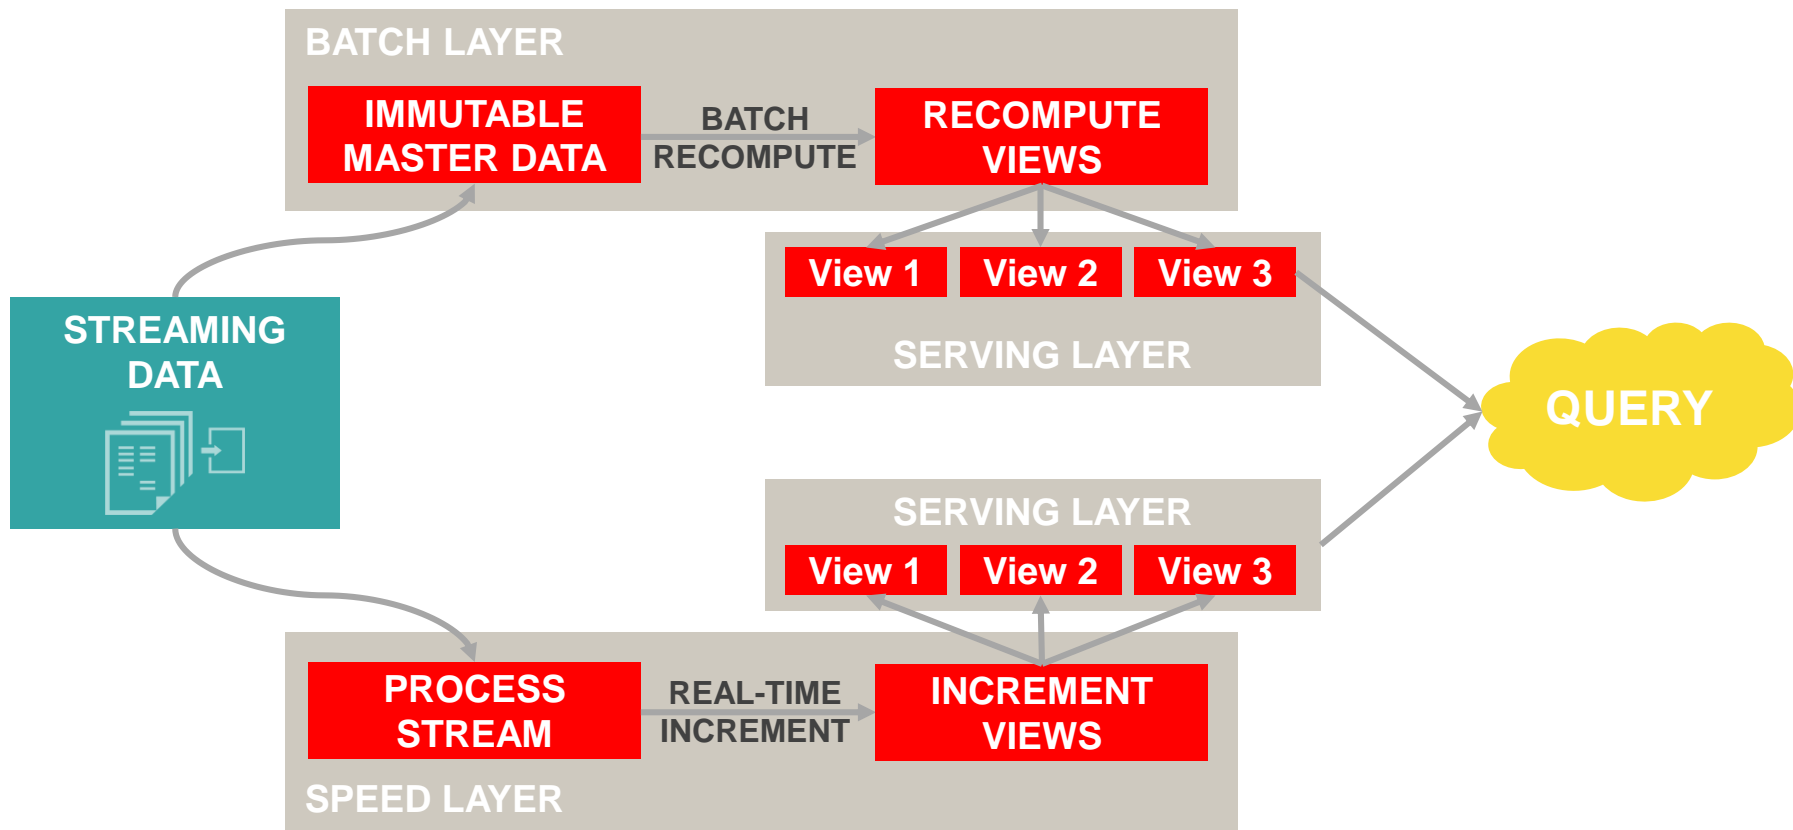 BATCH LAYER
IMMUTABLE
MASTER DATA
BATCH
RECOMPUTE
RECOMPUTE
VIEWS
View 1
View 2
View 3
SERVING LAYER
STREAMING
DATA
QUERY
SERVING LAYER
View 1
View 2
View 3
PROCESS
STREAM
REAL-TIME
INCREMENT
INCREMENT
VIEWS
SPEED LAYER